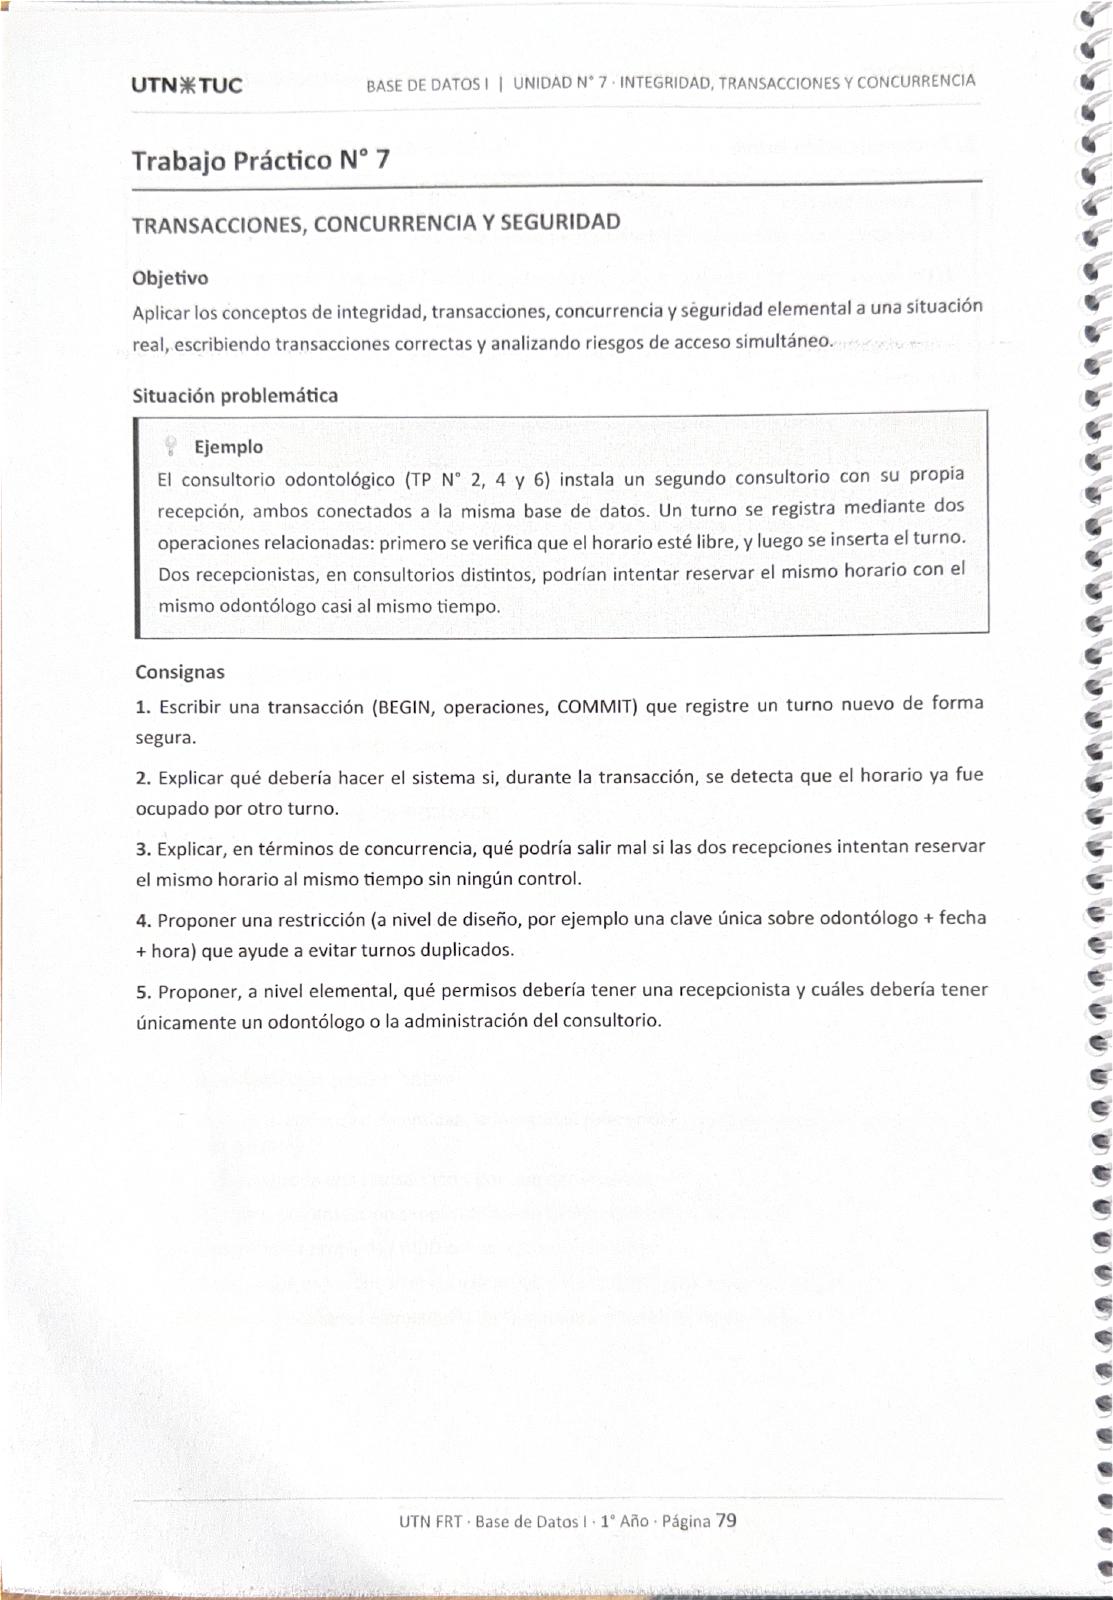 UTN TUC
BASE DE DATOS I | UNIDAD N° 7 · INTEGRIDAD, TRANSACCIONES Y CONCURRENCIA
Trabajo Práctico N° 7
TRANSACCIONES, CONCURRENCIA Y SEGURIDAD
Objetivo
Aplicar los conceptos de integridad, transacciones, concurrencia y seguridad elemental a una situación
real, escribiendo transacciones correctas y analizando riesgos de acceso simultáneo.
Situación problemática
Ejemplo
El consultorio odontológico (TP N° 2, 4 y 6) instala un segundo consultorio con su propia
recepción, ambos conectados a la misma base de datos. Un turno se registra mediante dos
operaciones relacionadas: primero se verifica que el horario esté libre, y luego se inserta el turno.
Dos recepcionistas, en consultorios distintos, podrían intentar reservar el mismo horario con el
mismo odontólogo casi al mismo tiempo.
Consignas
1. Escribir una transacción (BEGIN, operaciones, COMMIT) que registre un turno nuevo de forma
segura.
2. Explicar qué debería hacer el sistema si, durante la transacción, se detecta que el horario ya fue
ocupado por otro turno.
3. Explicar, en términos de concurrencia, qué podría salir mal si las dos recepciones intentan reservar
el mismo horario al mismo tiempo sin ningún control.
4. Proponer una restricción (a nivel de diseño, por ejemplo una clave única sobre odontólogo + fecha
+ hora) que ayude a evitar turnos duplicados.
5. Proponer, a nivel elemental, qué permisos debería tener una recepcionista y cuáles debería tener
únicamente un odontólogo o la administración del consultorio.
UTN FRT · Base de Datos I · 1° Año · Página 79